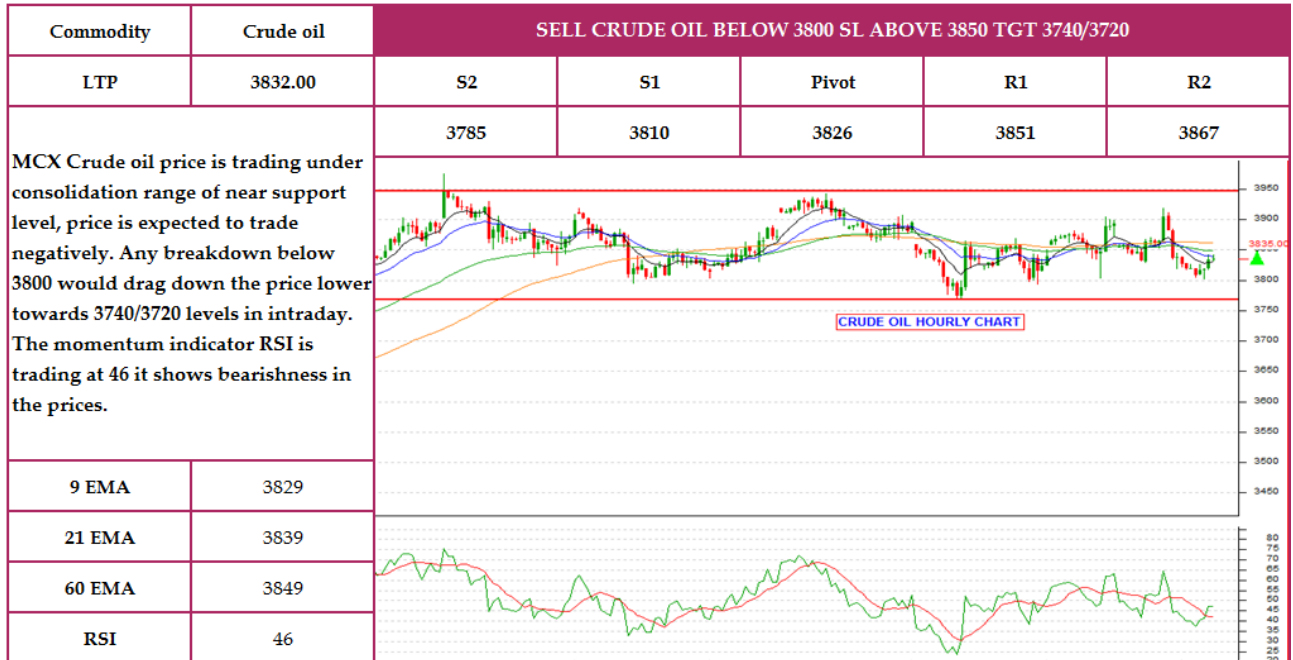 Commodity
Crude oil
SELL CRUDE OIL BELOW 3800 SL ABOVE 3850 TGT 3740/3720
LTP
3832.00
S2
S1
Pivot
R1
R2
3785
3810
3826
3851
3867
MCX Crude oil price is trading under
consolidation range of near support
level, price is expected to trade
negatively. Any breakdown below
3800 would drag down the price lower
towards 3740/3720 levels in intraday.
The momentum indicator RSI is
trading at 46 it shows bearishness in
the prices.
3950
3900
3835.00
3800
3750
3700
3650
3600
3550
3500
3450
CRUDE OIL HOURLY CHART
9 EMA
3829
21 EMA
3839
60 EMA
3849
RSI
46
80
75
70
65
60
55
50
45
40
35
30
25